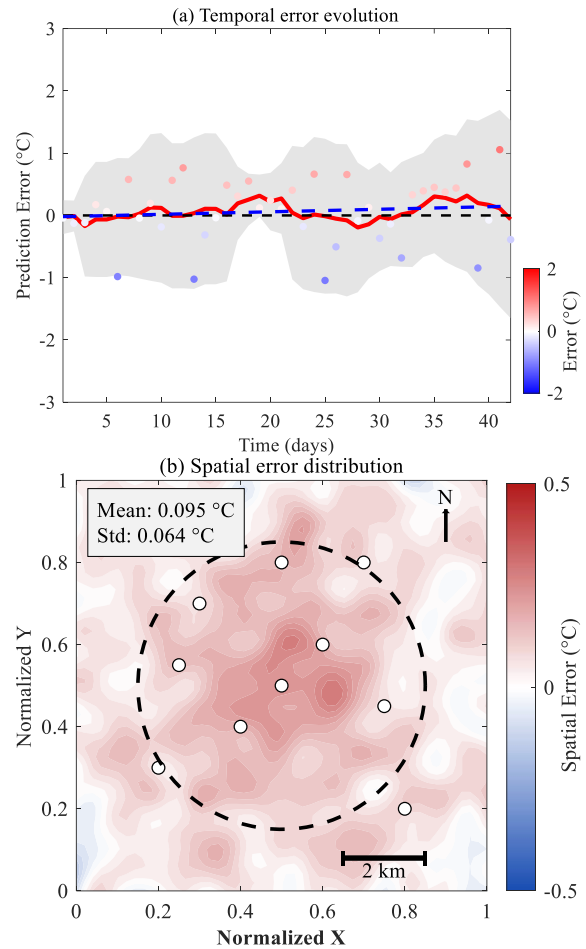 (a) Temporal error evolution
3
2
1
0
-1
-2
-3
Prediction Error (°C)
5 10 15 20 25 30 35 40
Time (days)
2
0
-2
Error (°C)
(b) Spatial error distribution
1
0.8
0.6
0.4
0.2
0
Normalized Y
Mean: 0.095 °C
Std: 0.064 °C
N
2 km
0 0.2 0.4 0.6 0.8 1
Normalized X
0.5
0
-0.5
Spatial Error (°C)